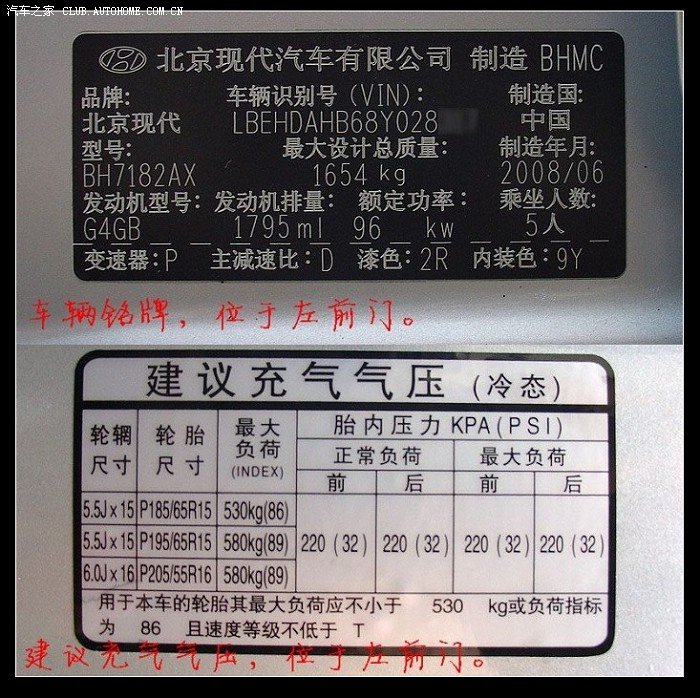 汽车之家 CLUB.AUTOHOME.COM.CN
北京现代汽车有限公司 制造 BHMC
品牌: 车辆识别号(VIN): 制造国:
北京现代 LBEHDAHB68Y028 中国
型号: 最大设计总质量: 制造年月:
BH7182AX 1654kg 2008/06
发动机型号: 发动机排量: 额定功率: 乘坐人数:
G4GB 1795ml 96 kw 5人
变速器:P 主减速比:D 漆色:2R 内装色:9Y
车辆铭牌，位于左前门。
建议充气气压(冷态)
轮辋尺寸 轮胎尺寸 最大负荷(INDEX) 胎内压力 KPA(PSI)
正常负荷 最大负荷
前 后 前 后
5.5J x 15 P185/65R15 530kg(86)
5.5J x 15 P195/65R15 580kg(89) 220 (32) 220 (32) 220 (32) 220 (32)
6.0J x 16 P205/55R16 580kg(89)
用于本车的轮胎其最大负荷应不小于 530 kg或负荷指标
为 86 且速度等级不低于 T
建议充气气压，位于左前门。